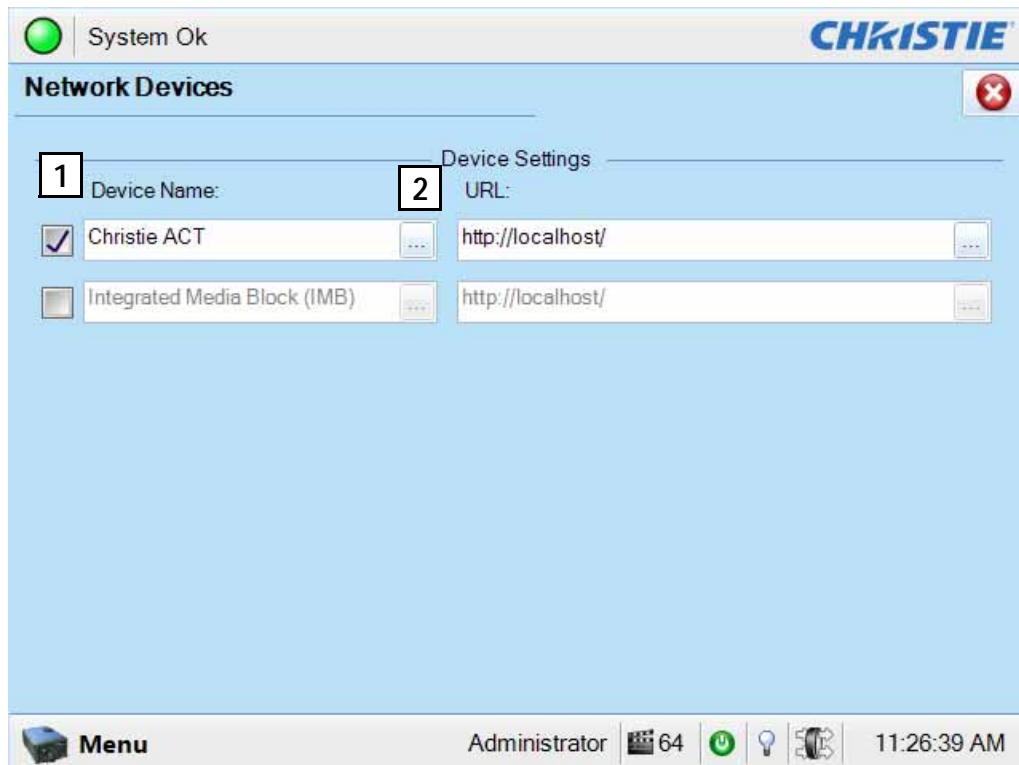 System Ok
CHRISTIE
Network Devices
Device Settings
1 Device Name: 2 URL:
Christie ACT ... http://localhost/ ...
Integrated Media Block (IMB) ... http://localhost/ ...
Menu Administrator 64 11:26:39 AM